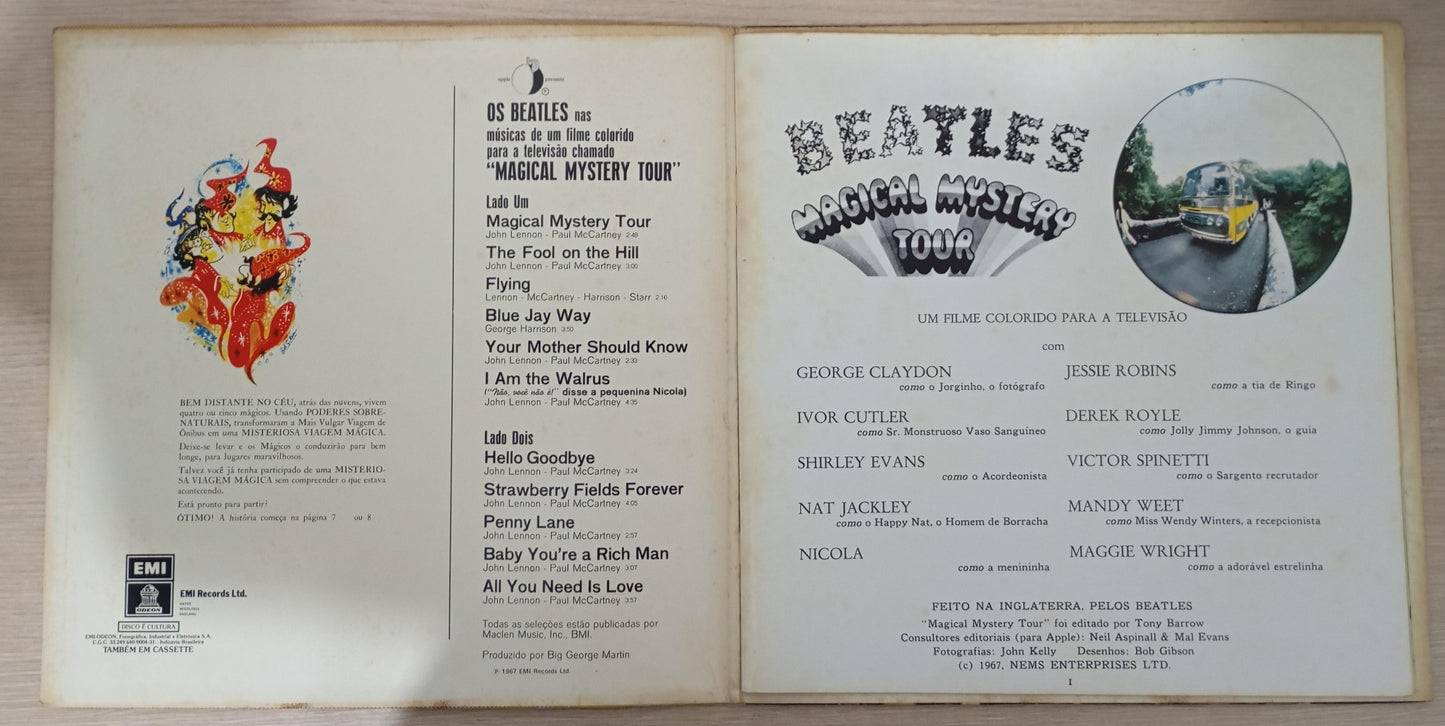 BEM DISTANTE NO CÉU, atrás das nuvens, vivem
quatro ou cinco mágicos. Usando PODERES SOBRE-
NATURAIS, transformaram a Mais Vulgar Viagem de
Ônibus em uma MISTERIOSA VIAGEM MÁGICA.
Deixe-se levar e os Mágicos o conduzirão para bem
longe, para lugares maravilhosos.
Talvez você já tenha participado de uma MISTERIO-
SA VIAGEM MÁGICA sem compreender o que estava
acontecendo.
Está pronto para partir?
ÓTIMO! A história começa na página 7 ou 8
EMI
ODEON
EMI Records Ltd.
HAYES
MIDDLESEX
ENGLAND
DISCO É CULTURA
EMI-ODEON, Fonográfica, Industrial e Eletrônica S.A.
C.G.C. 33.249.640/0004-31 - Indústria Brasileira
TAMBÉM EM CASSETTE
apple presents
OS BEATLES nas
músicas de um filme colorido
para a televisão chamado
"MAGICAL MYSTERY TOUR"
Lado Um
Magical Mystery Tour
John Lennon - Paul McCartney 2:48
The Fool on the Hill
John Lennon - Paul McCartney 3:00
Flying
Lennon - McCartney - Harrison - Starr 2:16
Blue Jay Way
George Harrison 3:50
Your Mother Should Know
John Lennon - Paul McCartney 2:33
I Am the Walrus
("Não, você não é!" disse a pequenina Nicola)
John Lennon - Paul McCartney 4:35
Lado Dois
Hello Goodbye
John Lennon - Paul McCartney 3:24
Strawberry Fields Forever
John Lennon - Paul McCartney 4:05
Penny Lane
John Lennon - Paul McCartney 2:57
Baby You're a Rich Man
John Lennon - Paul McCartney 3:07
All You Need Is Love
John Lennon - Paul McCartney 3:57
Todas as seleções estão publicadas por
Maclen Music, Inc., BMI.
Produzido por Big George Martin
℗ 1967 EMI Records Ltd.
BEATLES
MAGICAL MYSTERY
TOUR
UM FILME COLORIDO PARA A TELEVISÃO
com
GEORGE CLAYDON
como o Jorginho, o fotógrafo
IVOR CUTLER
como Sr. Monstruoso Vaso Sanguíneo
SHIRLEY EVANS
como o Acordeonista
NAT JACKLEY
como o Happy Nat, o Homem de Borracha
NICOLA
como a menininha
JESSIE ROBINS
como a tia de Ringo
DEREK ROYLE
como Jolly Jimmy Johnson, o guia
VICTOR SPINETTI
como o Sargento recrutador
MANDY WEET
como Miss Wendy Winters, a recepcionista
MAGGIE WRIGHT
como a adorável estrelinha
FEITO NA INGLATERRA, PELOS BEATLES
"Magical Mystery Tour" foi editado por Tony Barrow
Consultores editoriais (para Apple): Neil Aspinall & Mal Evans
Fotografias: John Kelly Desenhos: Bob Gibson
(c) 1967, NEMS ENTERPRISES LTD.
I